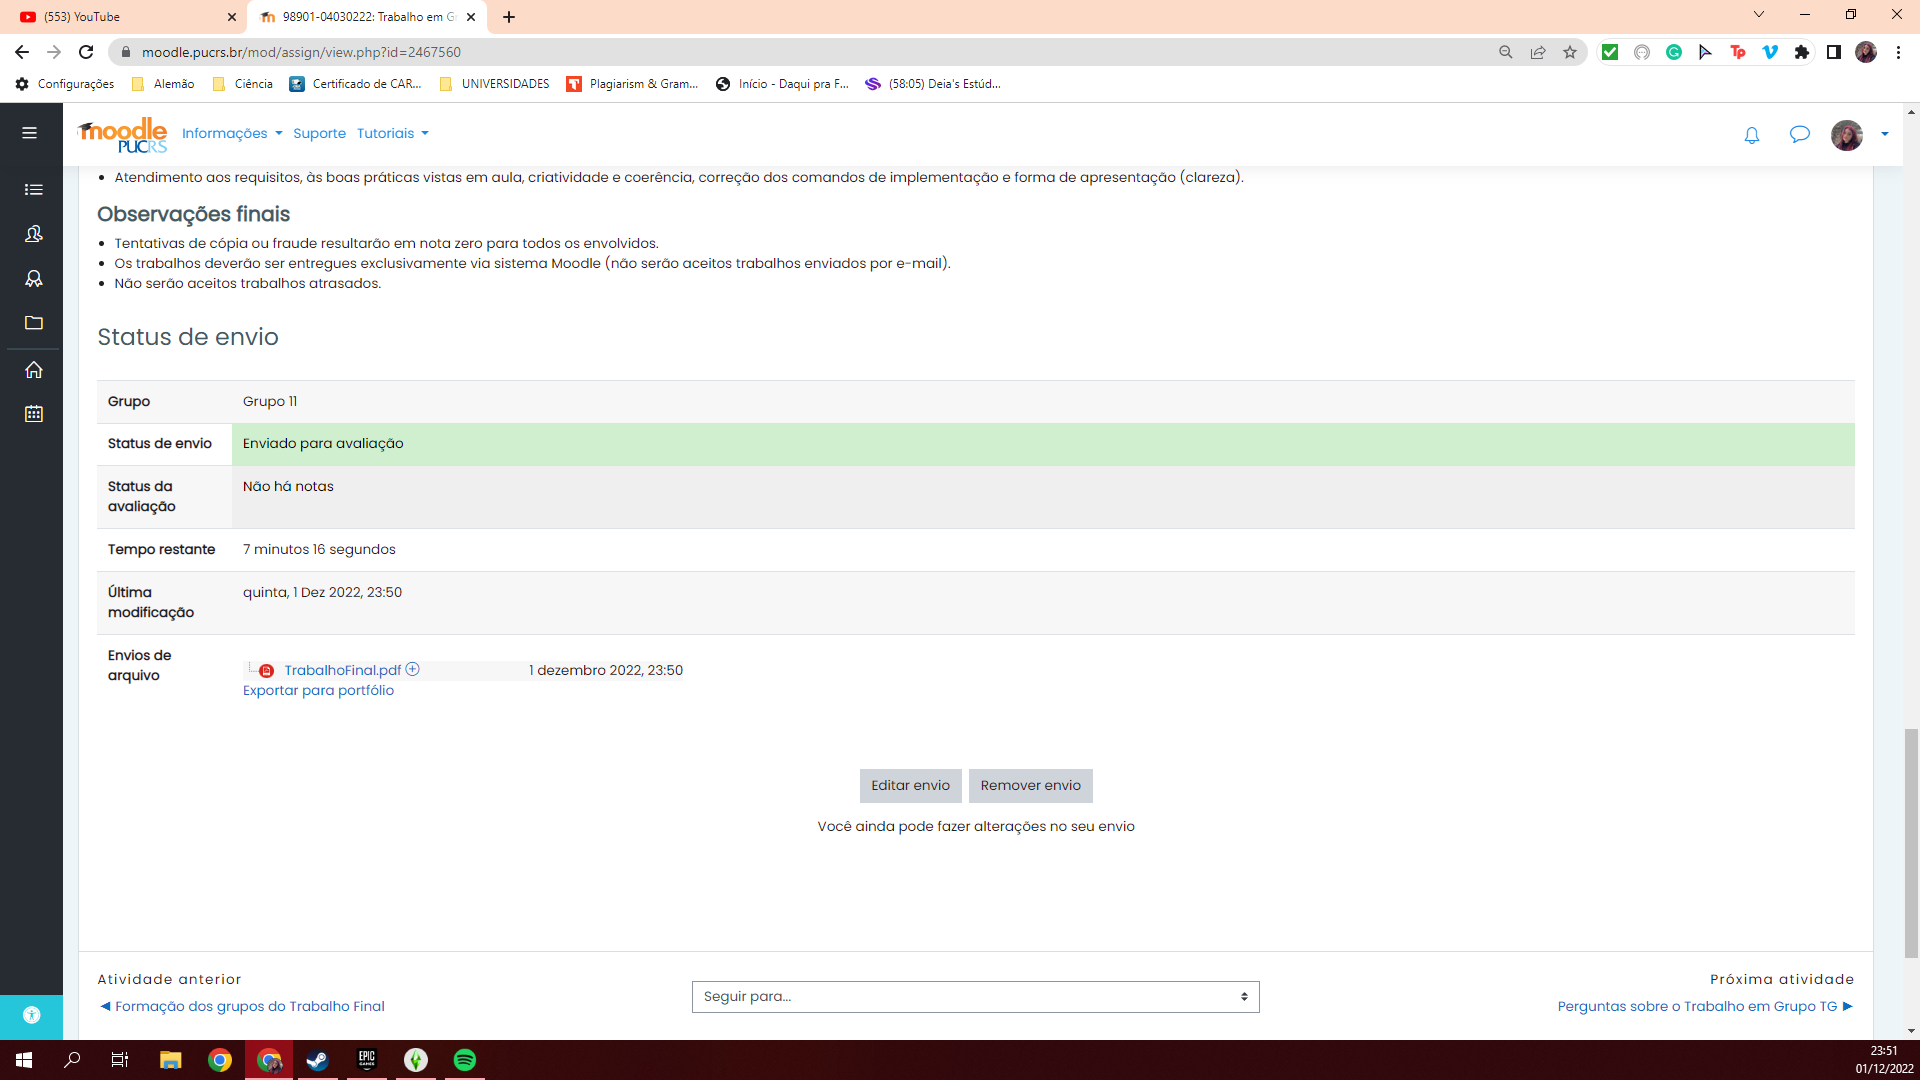 (553) YouTube
98901-04030222: Trabalho em G
moodle.pucrs.br/mod/assign/view.php?id=2467560
Configurações
Alemão
Ciência
Certificado de CAR...
UNIVERSIDADES
Plagiarism & Gram...
Início - Daqui pra F...
(58:05) Deia's Estúd...
moodle
PUCRS
Informações
Suporte
Tutoriais
Atendimento aos requisitos, às boas práticas vistas em aula, criatividade e coerência, correção dos comandos de implementação e forma de apresentação (clareza).
Observações finais
Tentativas de cópia ou fraude resultarão em nota zero para todos os envolvidos.
Os trabalhos deverão ser entregues exclusivamente via sistema Moodle (não serão aceitos trabalhos enviados por e-mail).
Não serão aceitos trabalhos atrasados.
Status de envio
Grupo
Grupo 11
Status de envio
Enviado para avaliação
Status da
avaliação
Não há notas
Tempo restante
7 minutos 16 segundos
Última
modificação
quinta, 1 Dez 2022, 23:50
Envios de
arquivo
TrabalhoFinal.pdf
1 dezembro 2022, 23:50
Exportar para portfólio
Editar envio
Remover envio
Você ainda pode fazer alterações no seu envio
Atividade anterior
◄ Formação dos grupos do Trabalho Final
Seguir para...
Próxima atividade
Perguntas sobre o Trabalho em Grupo TG ►
EPIC
GAMES
23:51
01/12/2022